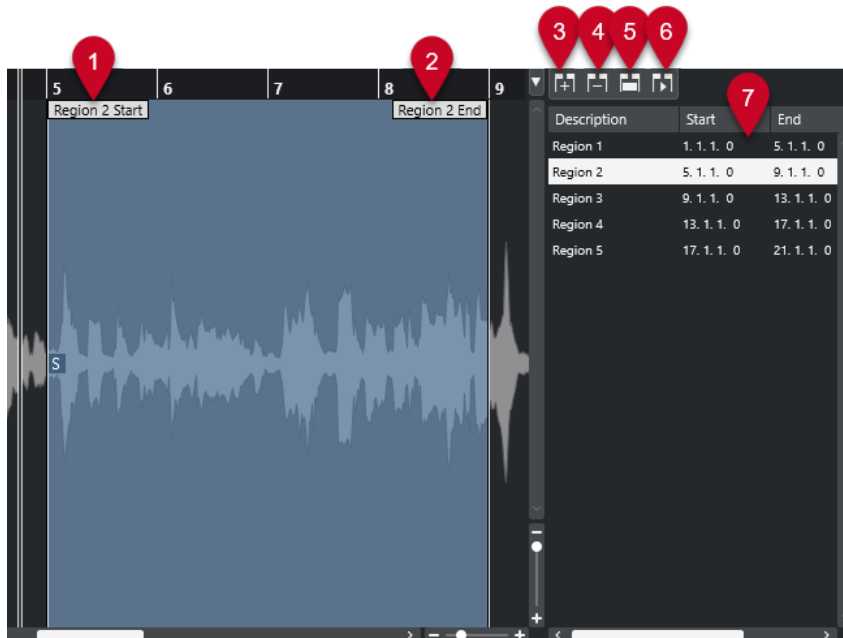 3 4 5 6
1 2 7
5 6 7 8 9
Region 2 Start Region 2 End
Description Start End
Region 1 1. 1. 1. 0 5. 1. 1. 0
Region 2 5. 1. 1. 0 9. 1. 1. 0
Region 3 9. 1. 1. 0 13. 1. 1. 0
Region 4 13. 1. 1. 0 17. 1. 1. 0
Region 5 17. 1. 1. 0 21. 1. 1. 0
S